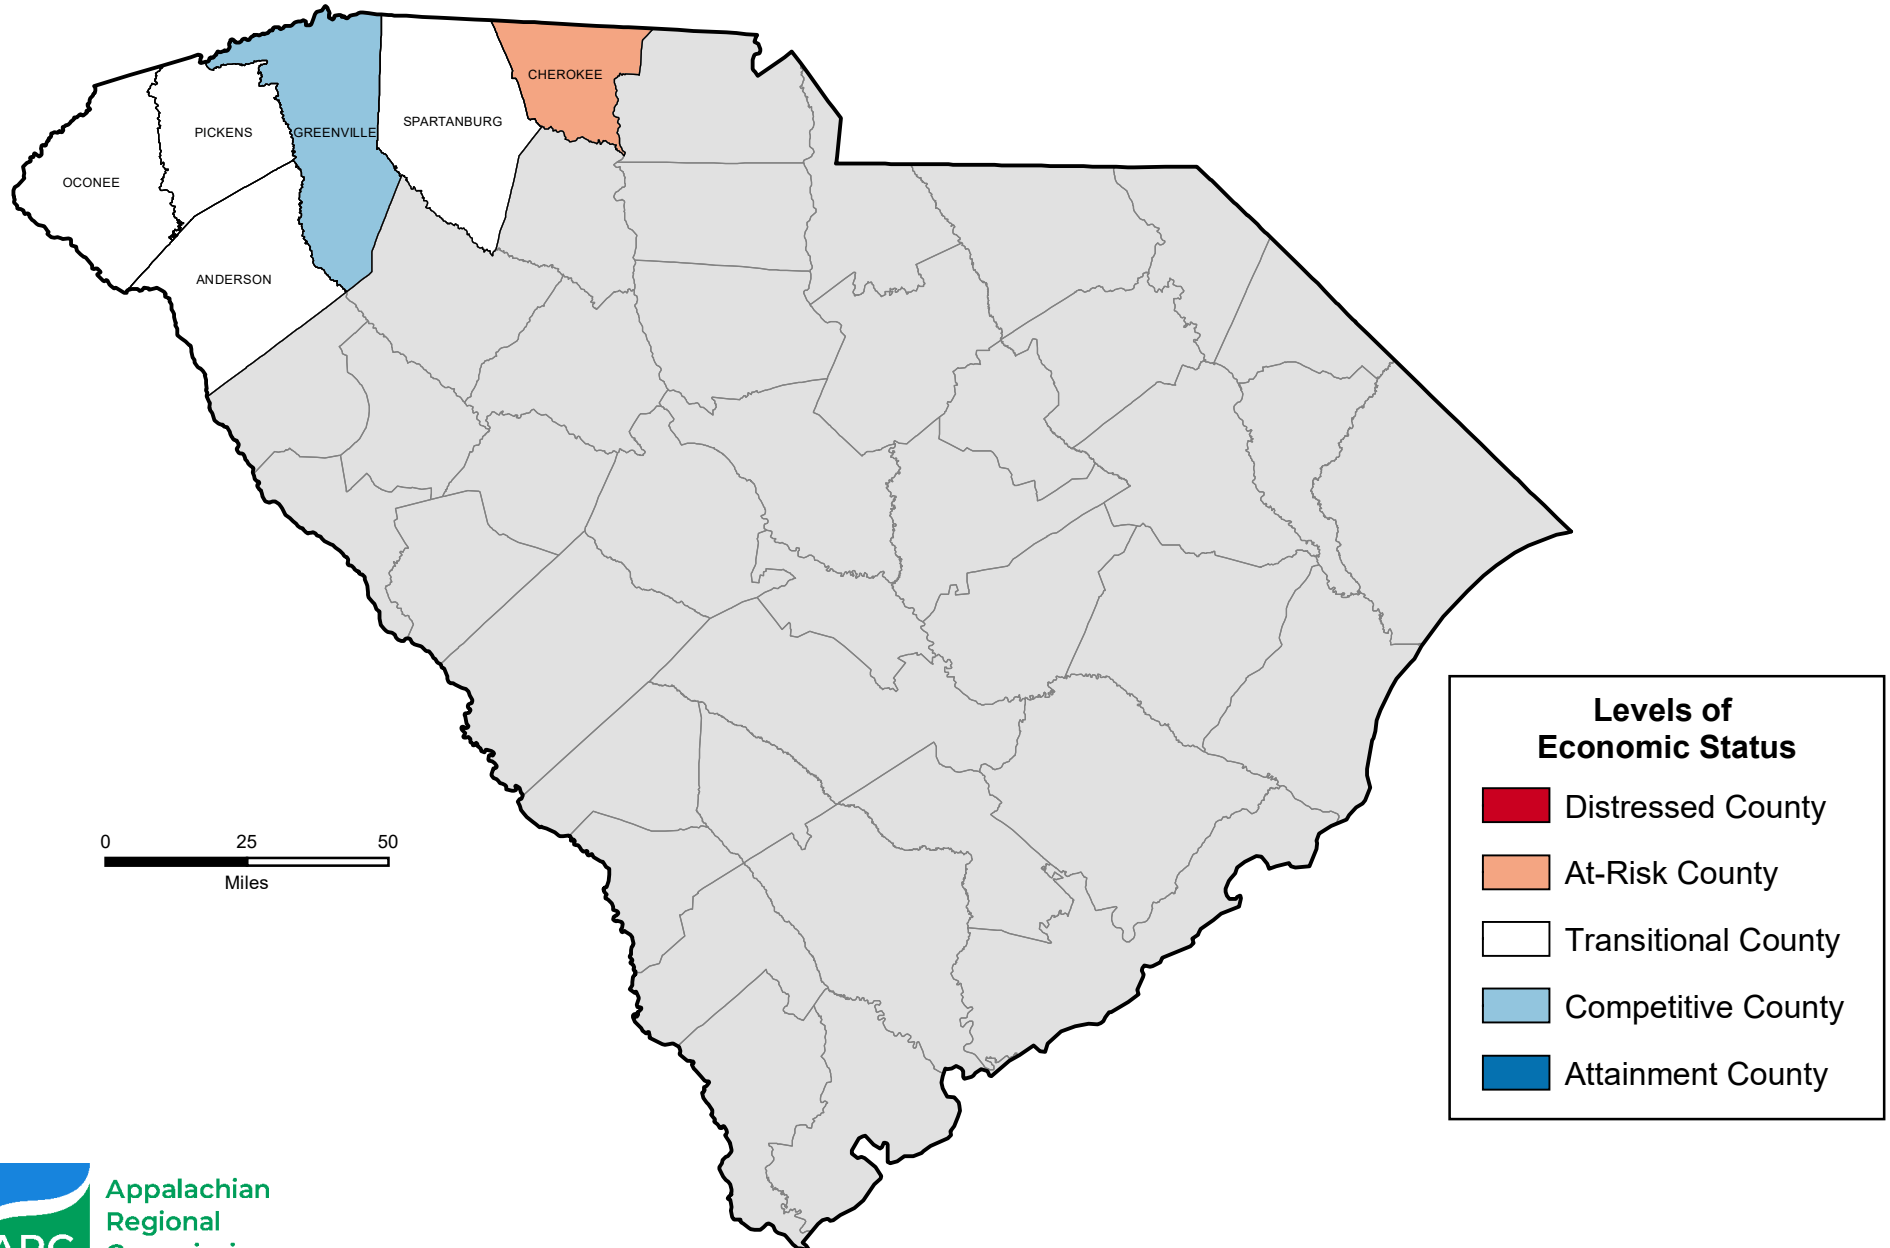 CHEROKEE
SPARTANBURG
PICKENS
GREENVILLE
OCONEE
ANDERSON
Levels of
Economic Status
Distressed County
At-Risk County
Transitional County
Competitive County
Attainment County
0 25 50
Miles
Appalachian
Regional